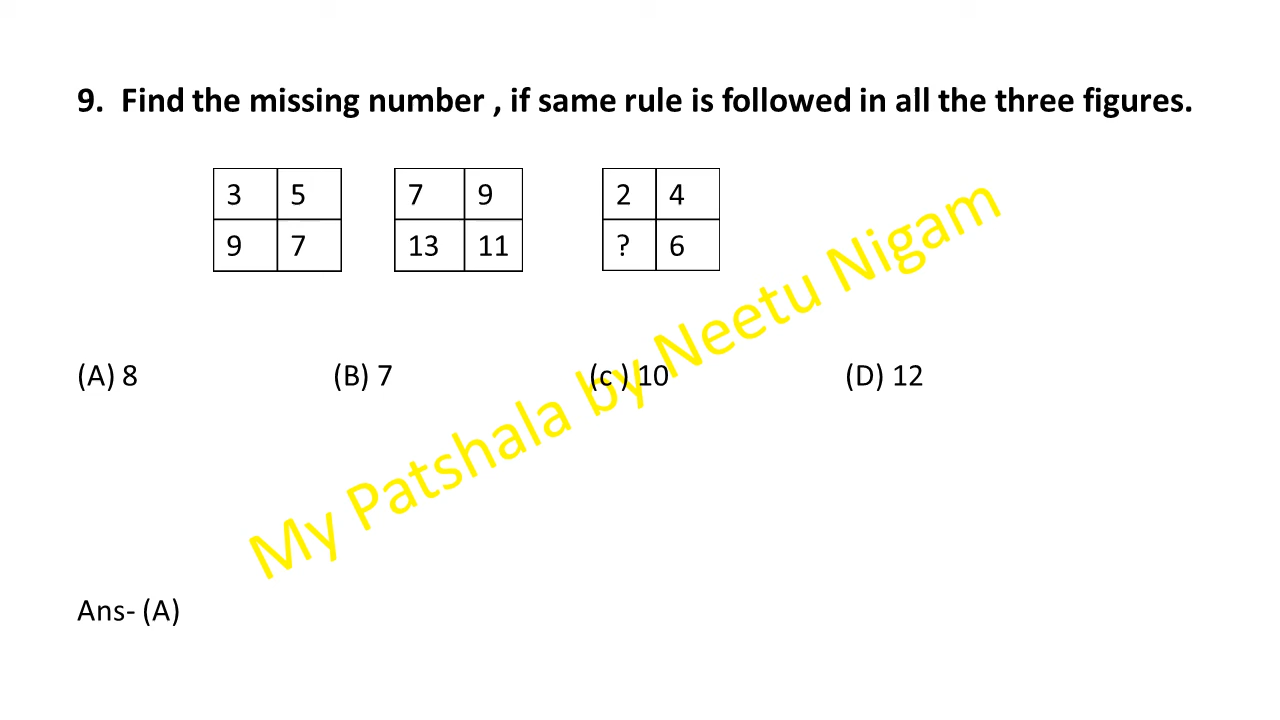 9. Find the missing number , if same rule is followed in all the three figures.
3 5 7 9 2 4
9 7 13 11 ? 6
(A) 8 (B) 7 (c ) 10 (D) 12
My Patshala by Neetu Nigam
Ans- (A)